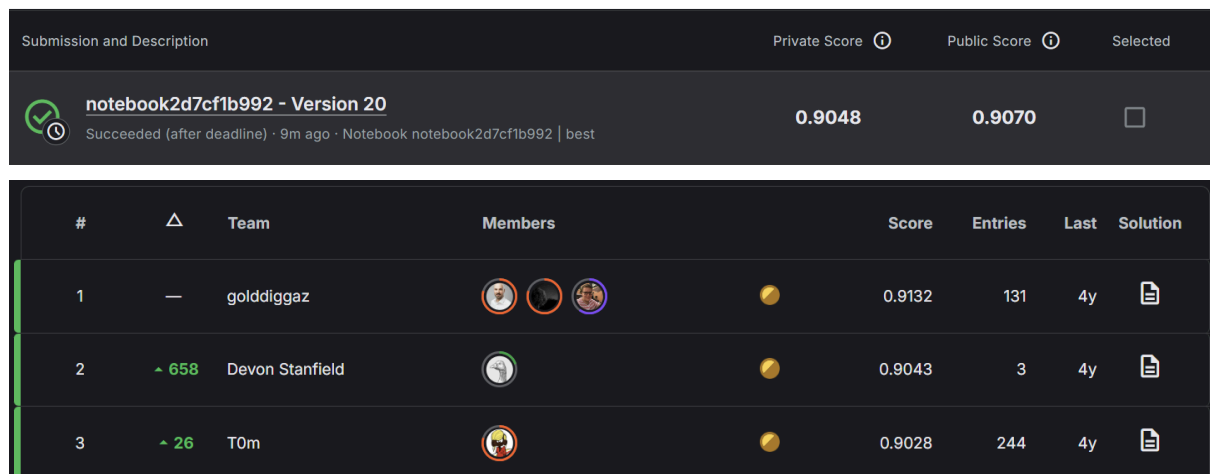 Submission and Description Private Score Public Score Selected
notebook2d7cf1b992 - Version 20 0.9048 0.9070
Succeeded (after deadline) · 9m ago · Notebook notebook2d7cf1b992 | best
# △ Team Members Score Entries Last Solution
1 — golddiggaz 0.9132 131 4y
2 658 Devon Stanfield 0.9043 3 4y
3 26 T0m 0.9028 244 4y